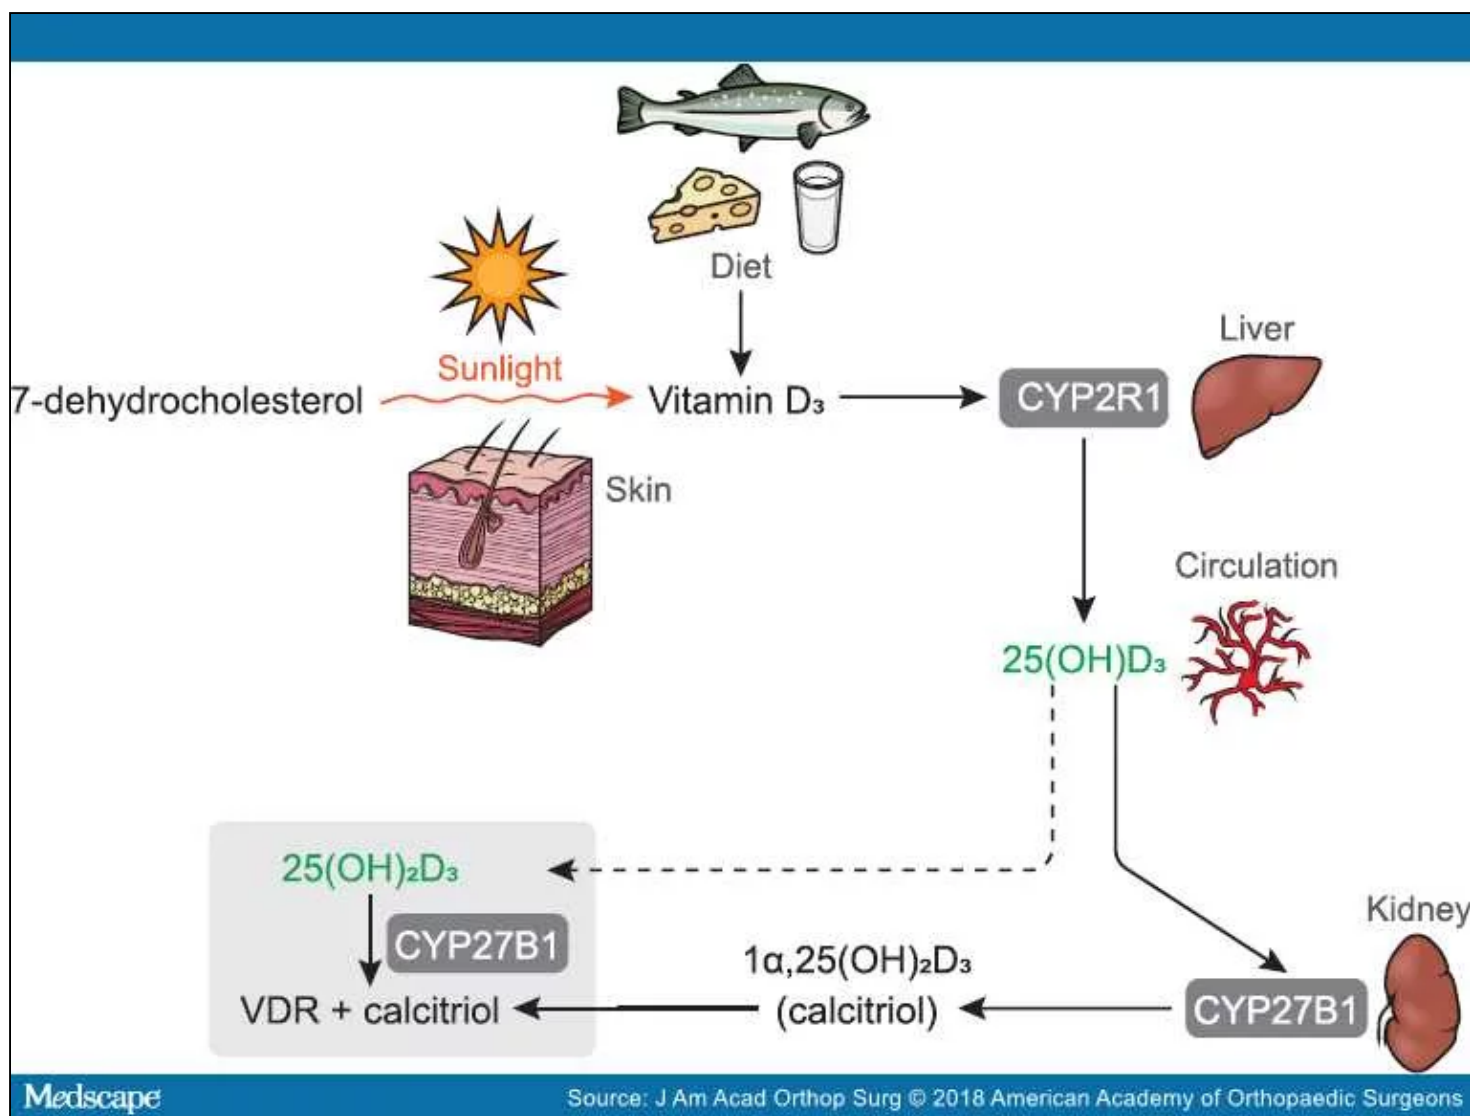 Diet
Sunlight
7-dehydrocholesterol
Vitamin D₃
CYP2R1
Liver
Skin
Circulation
25(OH)D₃
25(OH)₂D₃
CYP27B1
VDR + calcitriol
1α,25(OH)₂D₃
(calcitriol)
Kidney
CYP27B1
Medscape
Source: J Am Acad Orthop Surg © 2018 American Academy of Orthopaedic Surgeons